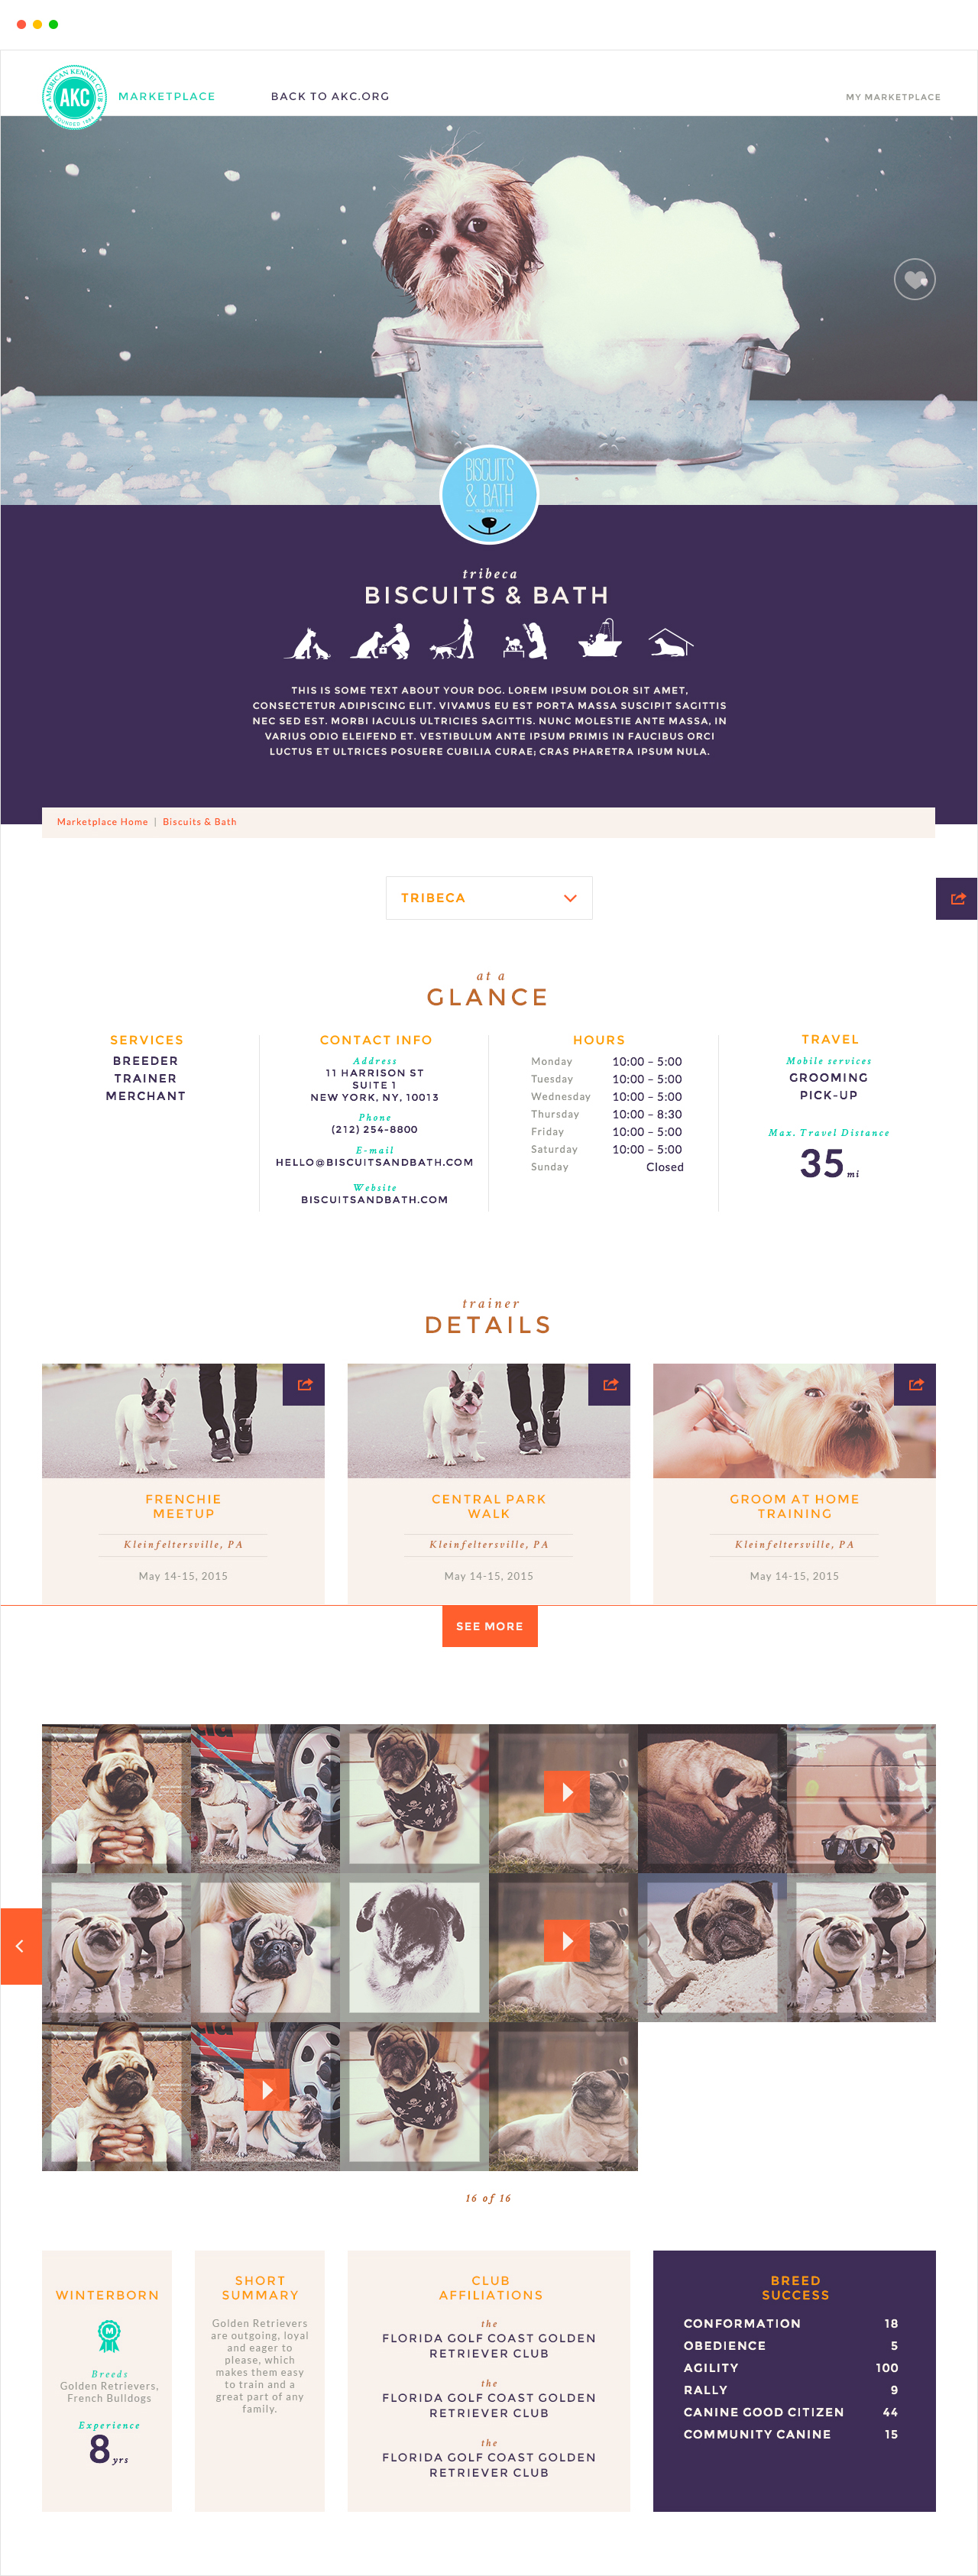 AMERICAN KENNEL CLUB
AKC
FOUNDED 1884
MARKETPLACE
BACK TO AKC.ORG
MY MARKETPLACE
BISCUITS
& BATH
dog retreat
tribeca
BISCUITS & BATH
THIS IS SOME TEXT ABOUT YOUR DOG. LOREM IPSUM DOLOR SIT AMET,
CONSECTETUR ADIPISCING ELIT. VIVAMUS EU EST PORTA MASSA SUSCIPIT SAGITTIS
NEC SED EST. MORBI IACULIS ULTRICIES SAGITTIS. NUNC MOLESTIE ANTE MASSA, IN
VARIUS ODIO ELEIFEND ET. VESTIBULUM ANTE IPSUM PRIMIS IN FAUCIBUS ORCI
LUCTUS ET ULTRICES POSUERE CUBILIA CURAE; CRAS PHARETRA IPSUM NULA.
Marketplace Home | Biscuits & Bath
TRIBECA
at a
GLANCE
SERVICES
BREEDER
TRAINER
MERCHANT
CONTACT INFO
Address
11 HARRISON ST
SUITE 1
NEW YORK, NY, 10013
Phone
(212) 254-8800
E-mail
HELLO@BISCUITSANDBATH.COM
Website
BISCUITSANDBATH.COM
HOURS
Monday 10:00 – 5:00
Tuesday 10:00 – 5:00
Wednesday 10:00 – 5:00
Thursday 10:00 – 8:30
Friday 10:00 – 5:00
Saturday 10:00 – 5:00
Sunday Closed
TRAVEL
Mobile services
GROOMING
PICK-UP
Max. Travel Distance
35 mi
trainer
DETAILS
FRENCHIE
MEETUP
Kleinfeltersville, PA
May 14-15, 2015
CENTRAL PARK
WALK
Kleinfeltersville, PA
May 14-15, 2015
GROOM AT HOME
TRAINING
Kleinfeltersville, PA
May 14-15, 2015
SEE MORE
16 of 16
WINTERBORN
M
Breeds
Golden Retrievers,
French Bulldogs
Experience
8 yrs
SHORT
SUMMARY
Golden Retrievers
are outgoing, loyal
and eager to
please, which
makes them easy
to train and a
great part of any
family.
CLUB
AFFILIATIONS
the
FLORIDA GOLF COAST GOLDEN
RETRIEVER CLUB
the
FLORIDA GOLF COAST GOLDEN
RETRIEVER CLUB
the
FLORIDA GOLF COAST GOLDEN
RETRIEVER CLUB
BREED
SUCCESS
CONFORMATION 18
OBEDIENCE 5
AGILITY 100
RALLY 9
CANINE GOOD CITIZEN 44
COMMUNITY CANINE 15